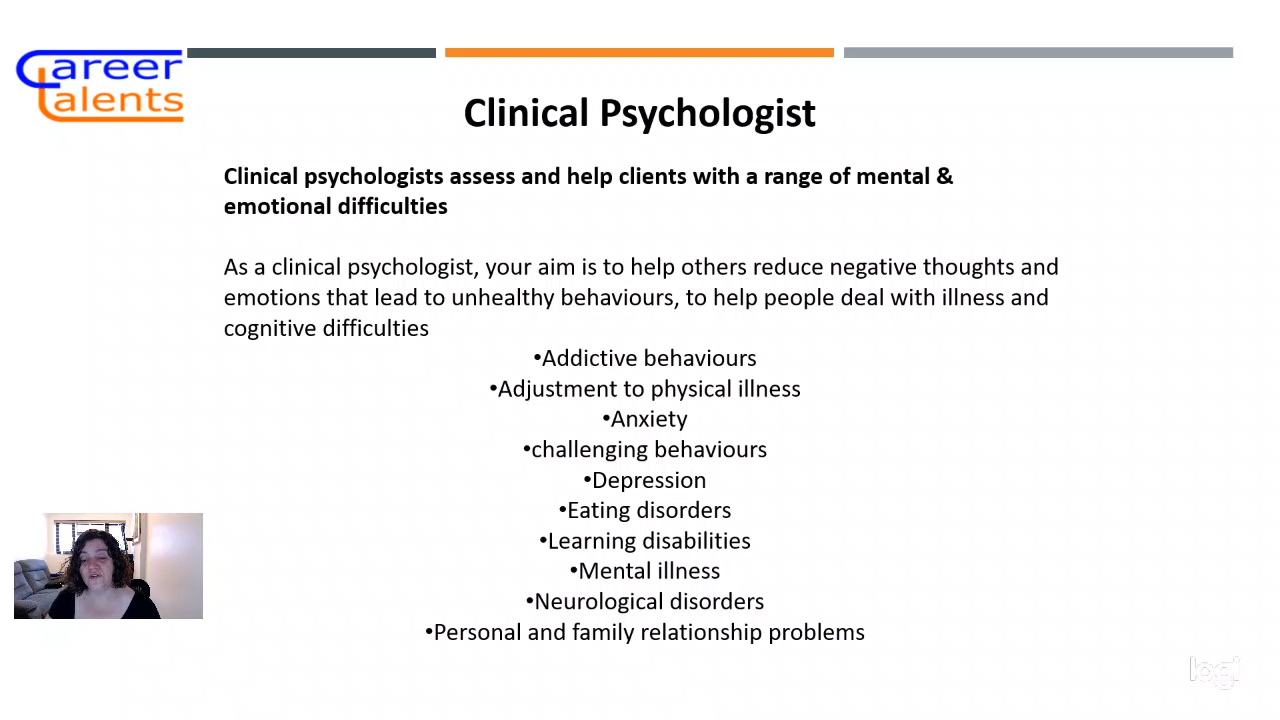 Career
Talents
Clinical Psychologist
Clinical psychologists assess and help clients with a range of mental &
emotional difficulties
As a clinical psychologist, your aim is to help others reduce negative thoughts and
emotions that lead to unhealthy behaviours, to help people deal with illness and
cognitive difficulties
•Addictive behaviours
•Adjustment to physical illness
•Anxiety
•challenging behaviours
•Depression
•Eating disorders
•Learning disabilities
•Mental illness
•Neurological disorders
•Personal and family relationship problems
logi